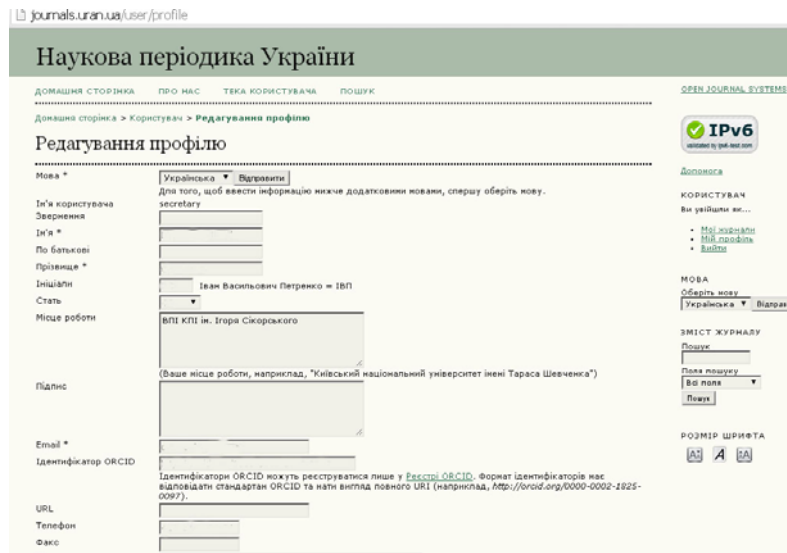 journals.uran.ua/user/profile
Наукова періодика України
ДОМАШНЯ СТОРІНКА ПРО НАС ТЕКА КОРИСТУВАЧА ПОШУК
Домашня сторінка > Користувач > Редагування профілю
Редагування профілю
Мова * Українська Відправити
Для того, щоб ввести інформацію нижче додатковими мовами, спершу оберіть мову.
Ім'я користувача secretary
Звернення
Ім'я *
По батькові
Прізвище *
Ініціали Іван Васильович Петренко = ІВП
Стать
Місце роботи ВПІ КПІ ім. Ігоря Сікорського
(Ваше місце роботи, наприклад, "Київський національний університет імені Тараса Шевченка")
Підпис
Email *
Ідентифікатор ORCID
Ідентифікатори ORCID можуть реєструватися лише у Реєстрі ORCID. Формат ідентифікаторів має
відповідати стандартам ORCID та мати вигляд повного URI (наприклад, http://orcid.org/0000-0002-1825-
0097).
URL
Телефон
Факс
OPEN JOURNAL SYSTEMS
IPv6
validated by ipv6-test.com
Допомога
КОРИСТУВАЧ
Ви увійшли як...
Мої журнали
Мій профіль
Вийти
МОВА
Оберіть мову
Українська Відправ
ЗМІСТ ЖУРНАЛУ
Пошук
Поля пошуку
Всі поля
Пошук
РОЗМІР ШРИФТА
A A A